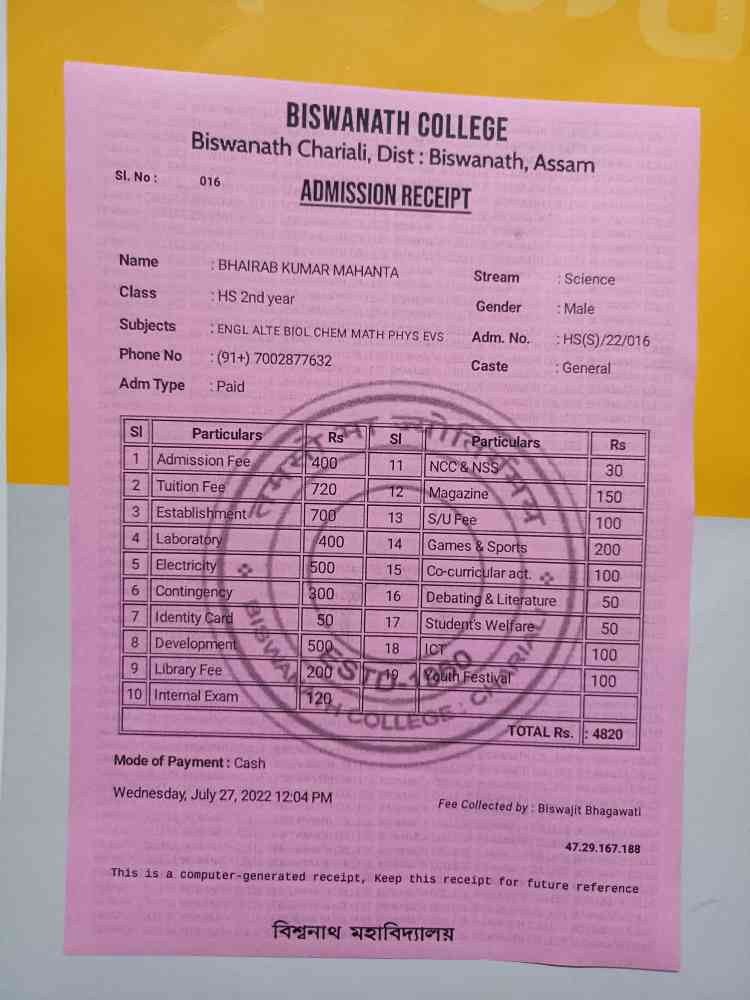 BISWANATH COLLEGE
Biswanath Chariali, Dist : Biswanath, Assam
Sl. No : 016
ADMISSION RECEIPT
Name : BHAIRAB KUMAR MAHANTA Stream : Science
Class : HS 2nd year Gender : Male
Subjects : ENGL ALTE BIOL CHEM MATH PHYS EVS Adm. No. : HS(S)/22/016
Phone No : (91+) 7002877632 Caste : General
Adm Type : Paid
Sl Particulars Rs Sl Particulars Rs
1 Admission Fee 400 11 NCC & NSS 30
2 Tuition Fee 720 12 Magazine 150
3 Establishment 700 13 S/U Fee 100
4 Laboratory 400 14 Games & Sports 200
5 Electricity 500 15 Co-curricular act. 100
6 Contingency 300 16 Debating & Literature 50
7 Identity Card 50 17 Student's Welfare 50
8 Development 500 18 ICT 100
9 Library Fee 200 19 Youth Festival 100
10 Internal Exam 120
TOTAL Rs. : 4820
तमसो मा ज्योतिर्गमय
BISWANATH COLLEGE : CHARIALI
ESTD-1960
Mode of Payment : Cash
Wednesday, July 27, 2022 12:04 PM
Fee Collected by : Biswajit Bhagawati
47.29.167.188
This is a computer-generated receipt, Keep this receipt for future reference
বিশ্বনাথ মহাবিদ্যালয়